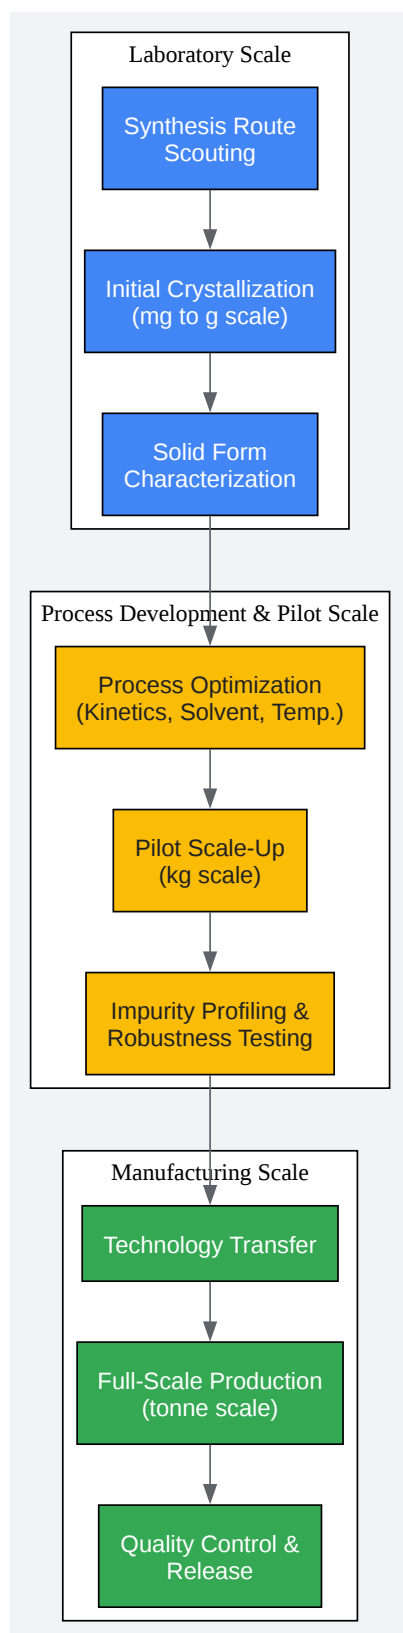 Laboratory Scale
Synthesis Route
Scouting
Initial Crystallization
(mg to g scale)
Solid Form
Characterization
Process Development & Pilot Scale
Process Optimization
(Kinetics, Solvent, Temp.)
Pilot Scale-Up
(kg scale)
Impurity Profiling &
Robustness Testing
Manufacturing Scale
Technology Transfer
Full-Scale Production
(tonne scale)
Quality Control &
Release